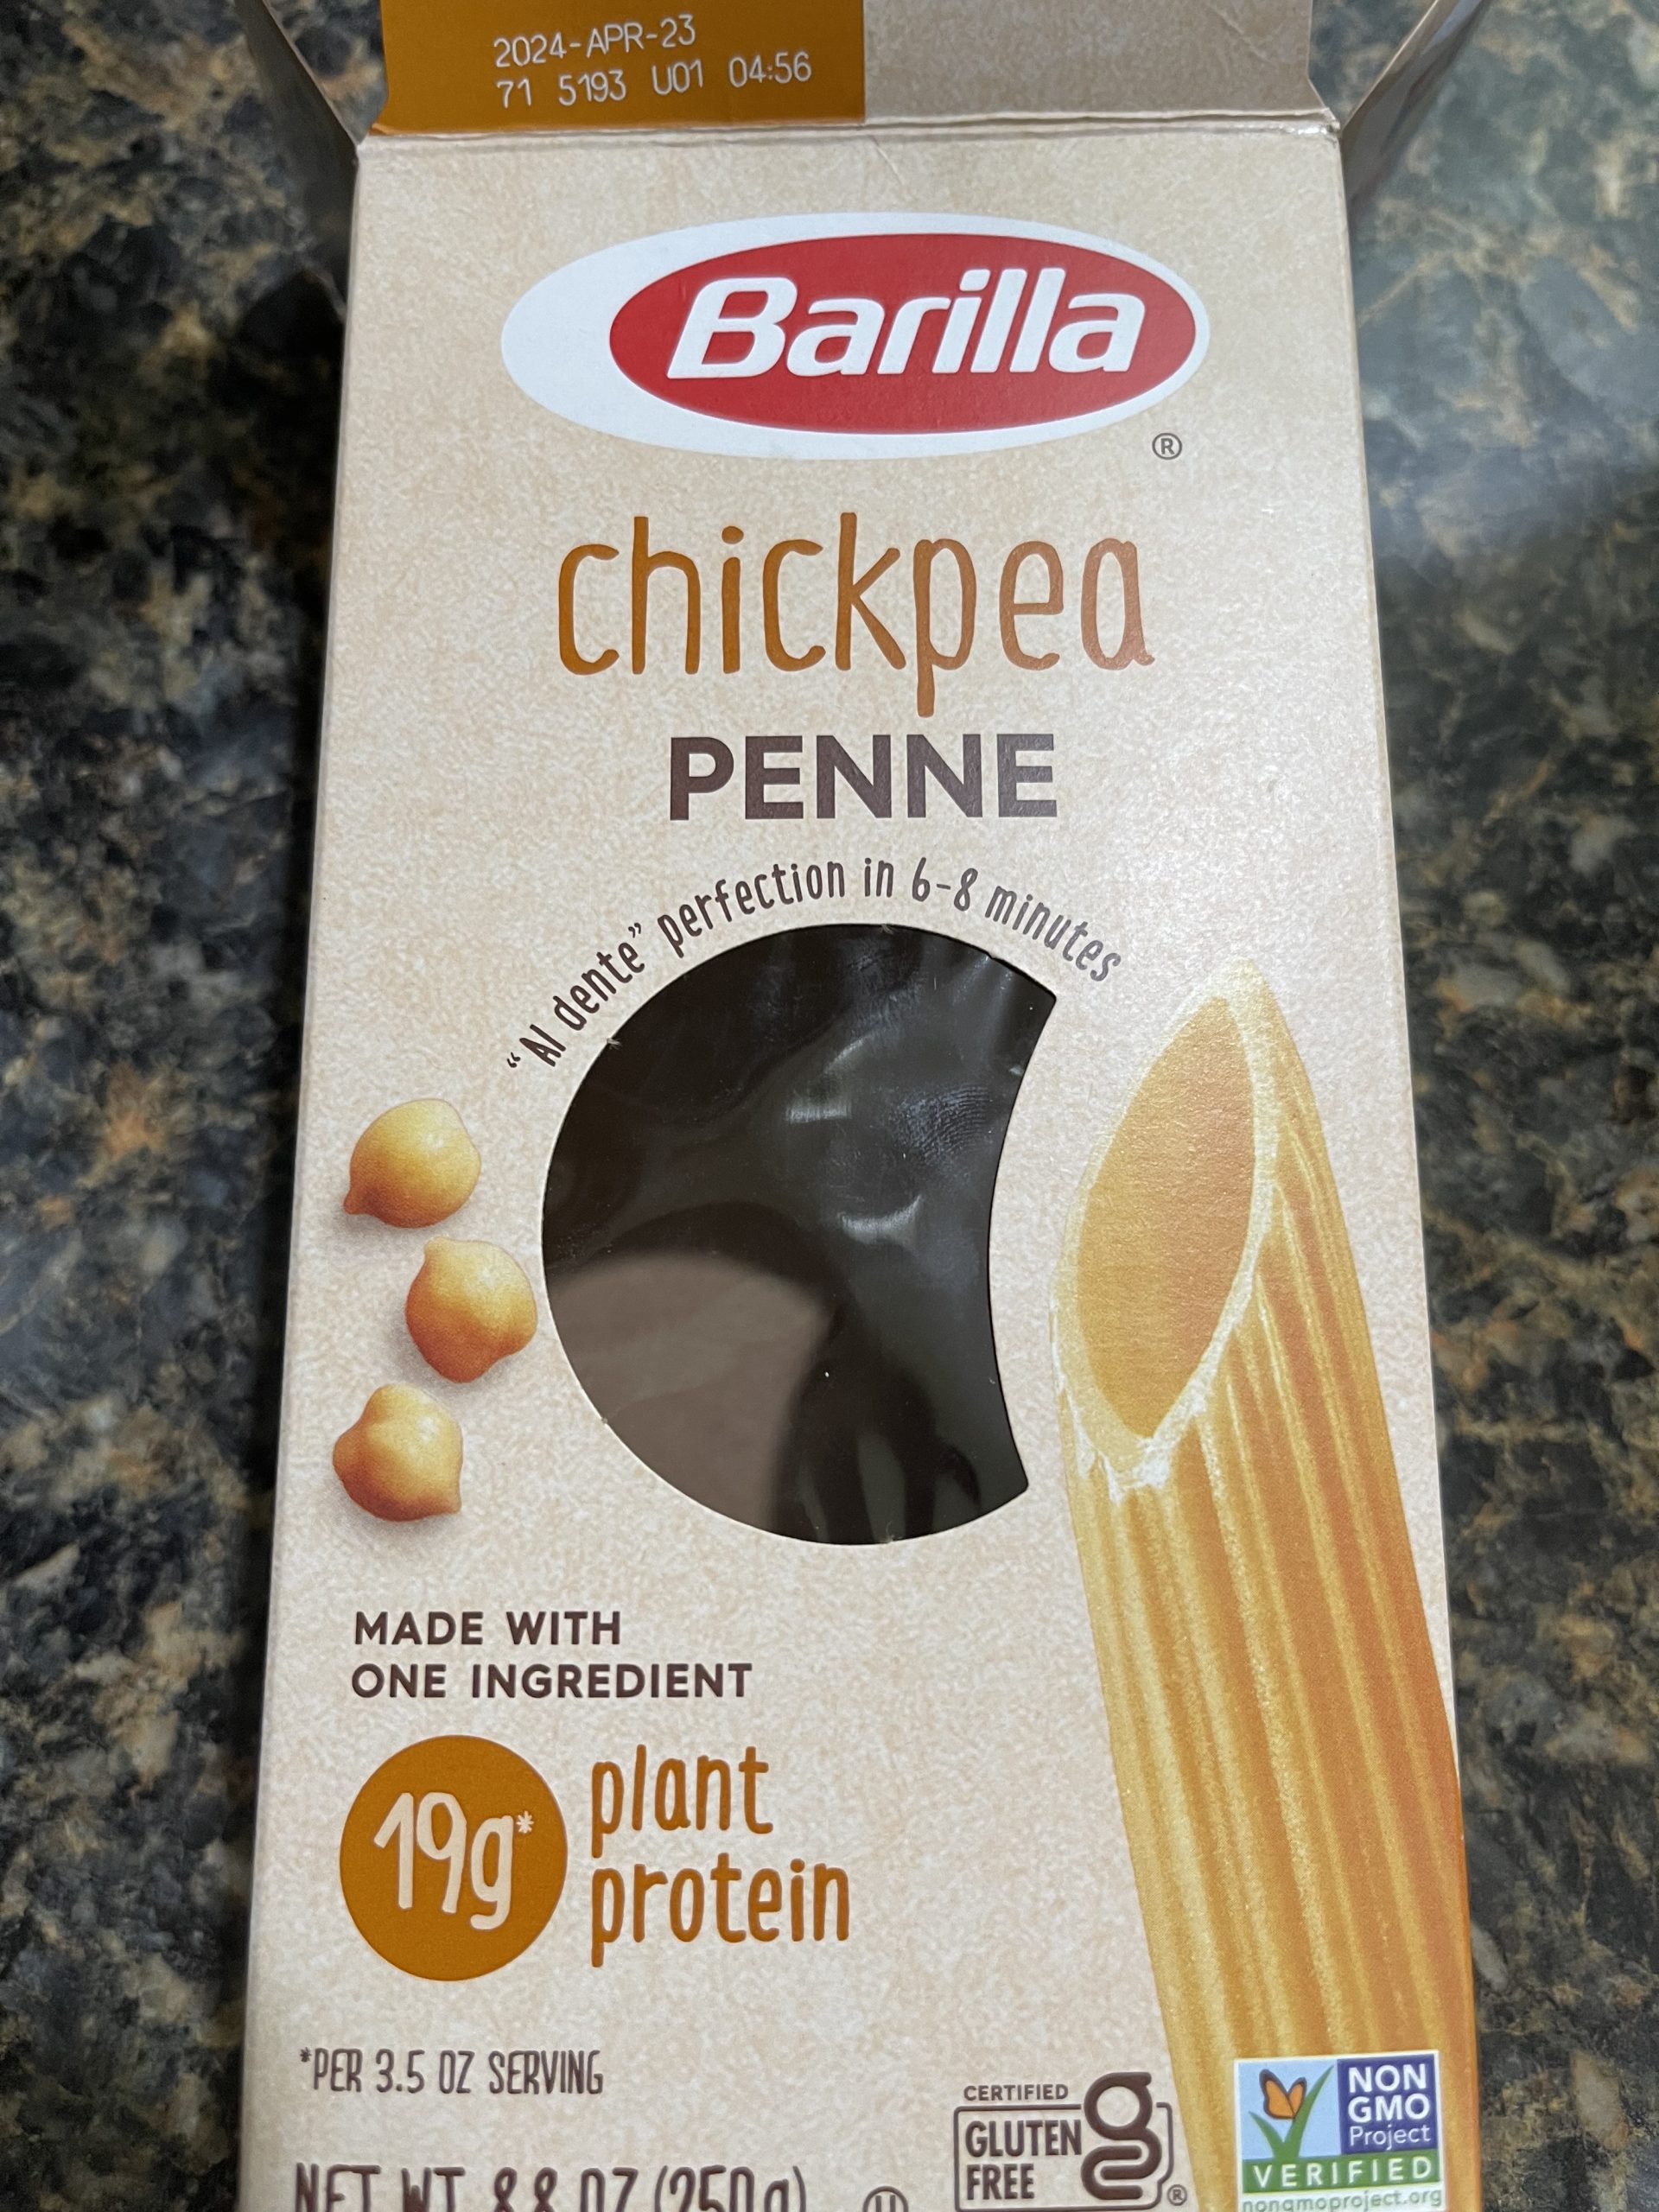 2024-APR-23
71 5193 U01 04:56
Barilla
®
chickpea
PENNE
“Al dente” perfection in 6-8 minutes
MADE WITH
ONE INGREDIENT
19g*
plant
protein
*PER 3.5 OZ SERVING
NET WT. 8.8 OZ (250g)
U
CERTIFIED
GLUTEN
FREE
g
®
NON
GMO
Project
VERIFIED
nongmoproject.org